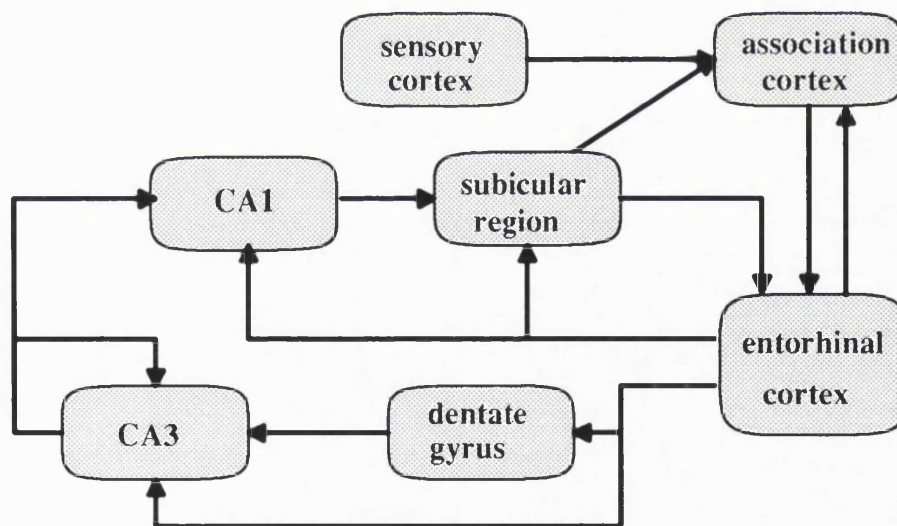 sensory
cortex
association
cortex
CA1
subicular
region
entorhinal
cortex
CA3
dentate
gyrus